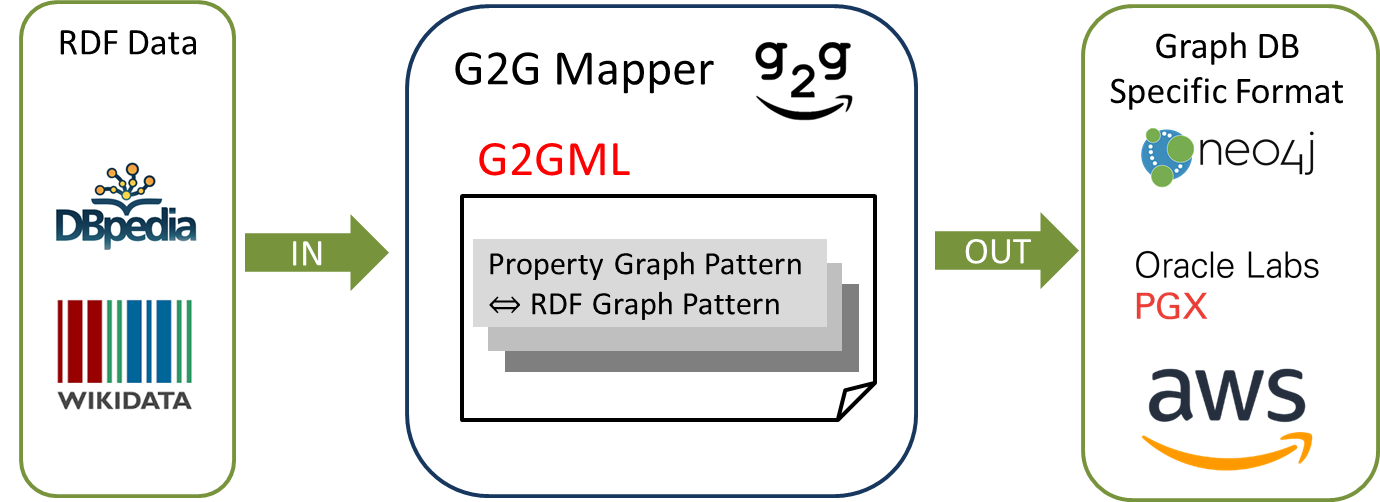 RDF Data
DBpedia
WIKIDATA
IN
G2G Mapper
g2g
G2GML
Property Graph Pattern
⇔ RDF Graph Pattern
OUT
Graph DB
Specific Format
neo4j
Oracle Labs
PGX
aws